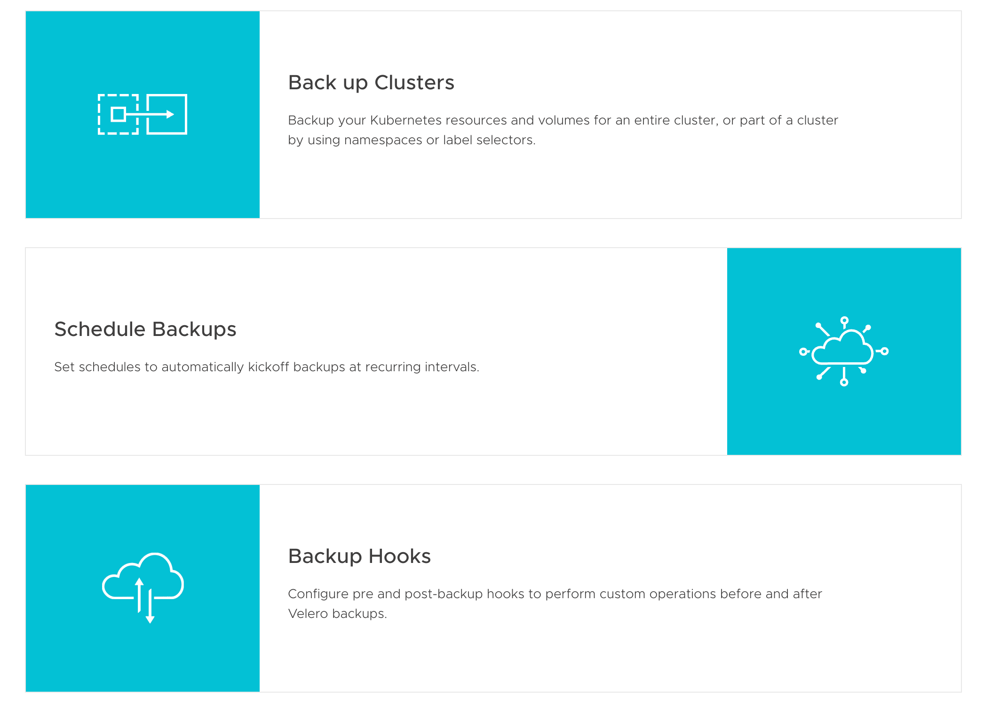 Back up Clusters
Backup your Kubernetes resources and volumes for an entire cluster, or part of a cluster
by using namespaces or label selectors.
Schedule Backups
Set schedules to automatically kickoff backups at recurring intervals.
Backup Hooks
Configure pre and post-backup hooks to perform custom operations before and after
Velero backups.